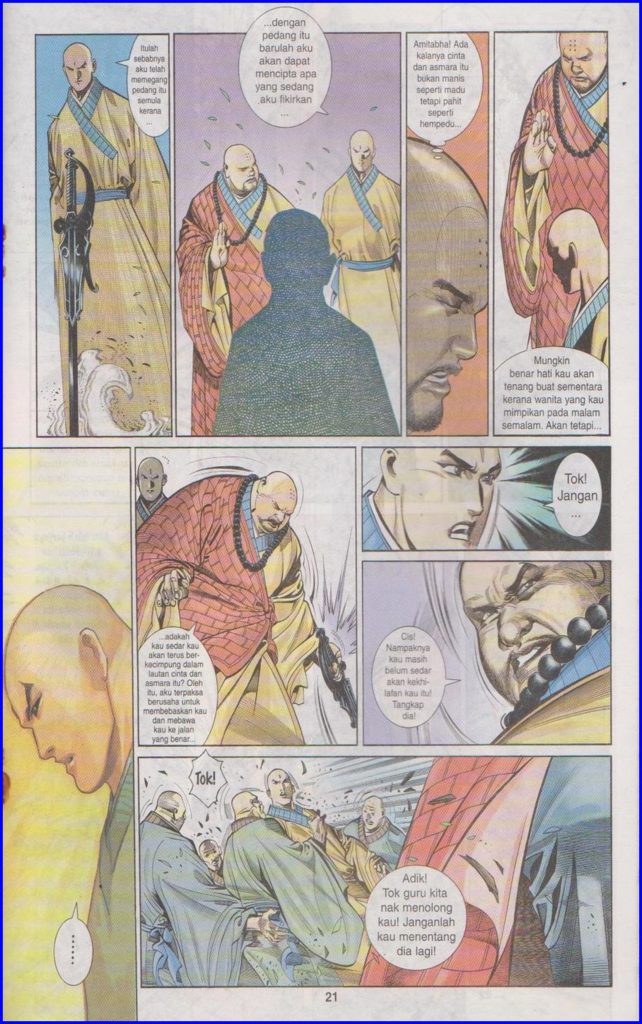 Itulah
sebabnya
aku telah
memegang
pedang itu
semula
kerana
...
...dengan
pedang itu
barulah aku
akan dapat
mencipta apa
yang sedang
aku fikirkan
...
Amitabha! Ada
kalanya cinta
dan asmara itu
bukan manis
seperti madu
tetapi pahit
seperti
hempedu...
Mungkin
benar hati kau akan
tenang buat sementara
kerana wanita yang kau
mimpikan pada malam
semalam. Akan tetapi...
...adakah
kau sedar kau
akan terus ber-
kecimpung dalam
lautan cinta dan
asmara itu? Oleh
itu, aku terpaksa
berusaha untuk
membebaskan kau
dan mebawa
kau ke jalan
yang benar...
Tok!
Jangan
...
Cis!
Nampaknya
kau masih
belum sedar
akan kekhi-
lafan kau itu!
Tangkap
dia!
......
Tok!
Adik!
Tok guru kita
nak menolong
kau! Janganlah
kau menentang
dia lagi!
21